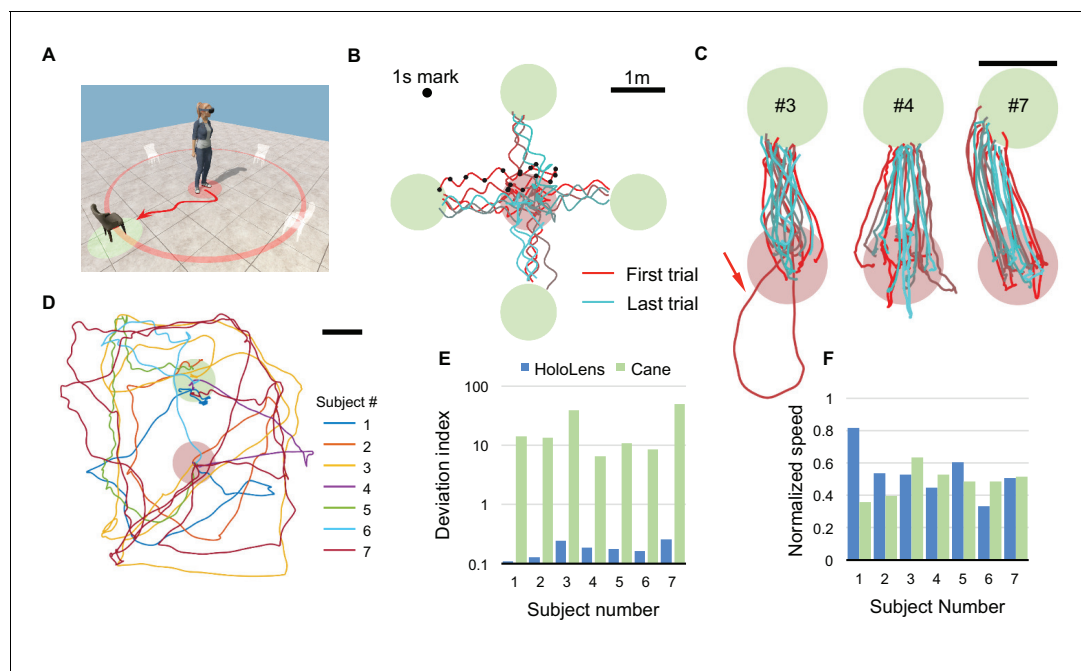 A
B
1s mark
1m
First trial
Last trial
C
#3
#4
#7
D
Subject #
1
2
3
4
5
6
7
E
HoloLens
Cane
Deviation index
100
10
1
0.1
1 2 3 4 5 6 7
Subject number
F
Normalized speed
1
0.8
0.6
0.4
0.2
0
1 2 3 4 5 6 7
Subject Number